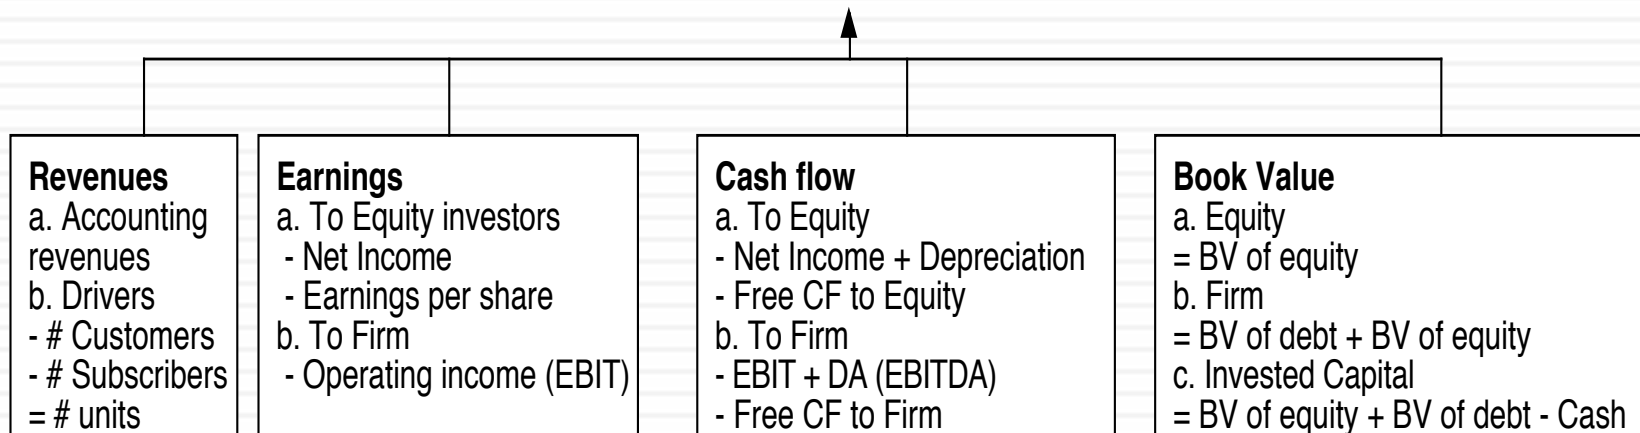 Revenues
a. Accounting
revenues
b. Drivers
- # Customers
- # Subscribers
= # units
Earnings
a. To Equity investors
- Net Income
- Earnings per share
b. To Firm
- Operating income (EBIT)
Cash flow
a. To Equity
- Net Income + Depreciation
- Free CF to Equity
b. To Firm
- EBIT + DA (EBITDA)
- Free CF to Firm
Book Value
a. Equity
= BV of equity
b. Firm
= BV of debt + BV of equity
c. Invested Capital
= BV of equity + BV of debt - Cash